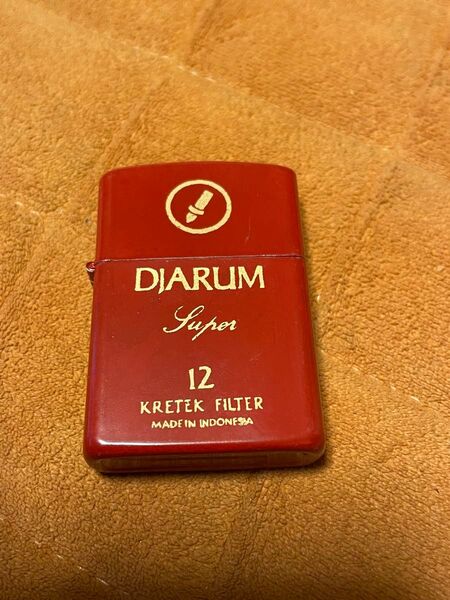 DJARUM
Super
12
KRETEK FILTER
MADE IN INDONESIA